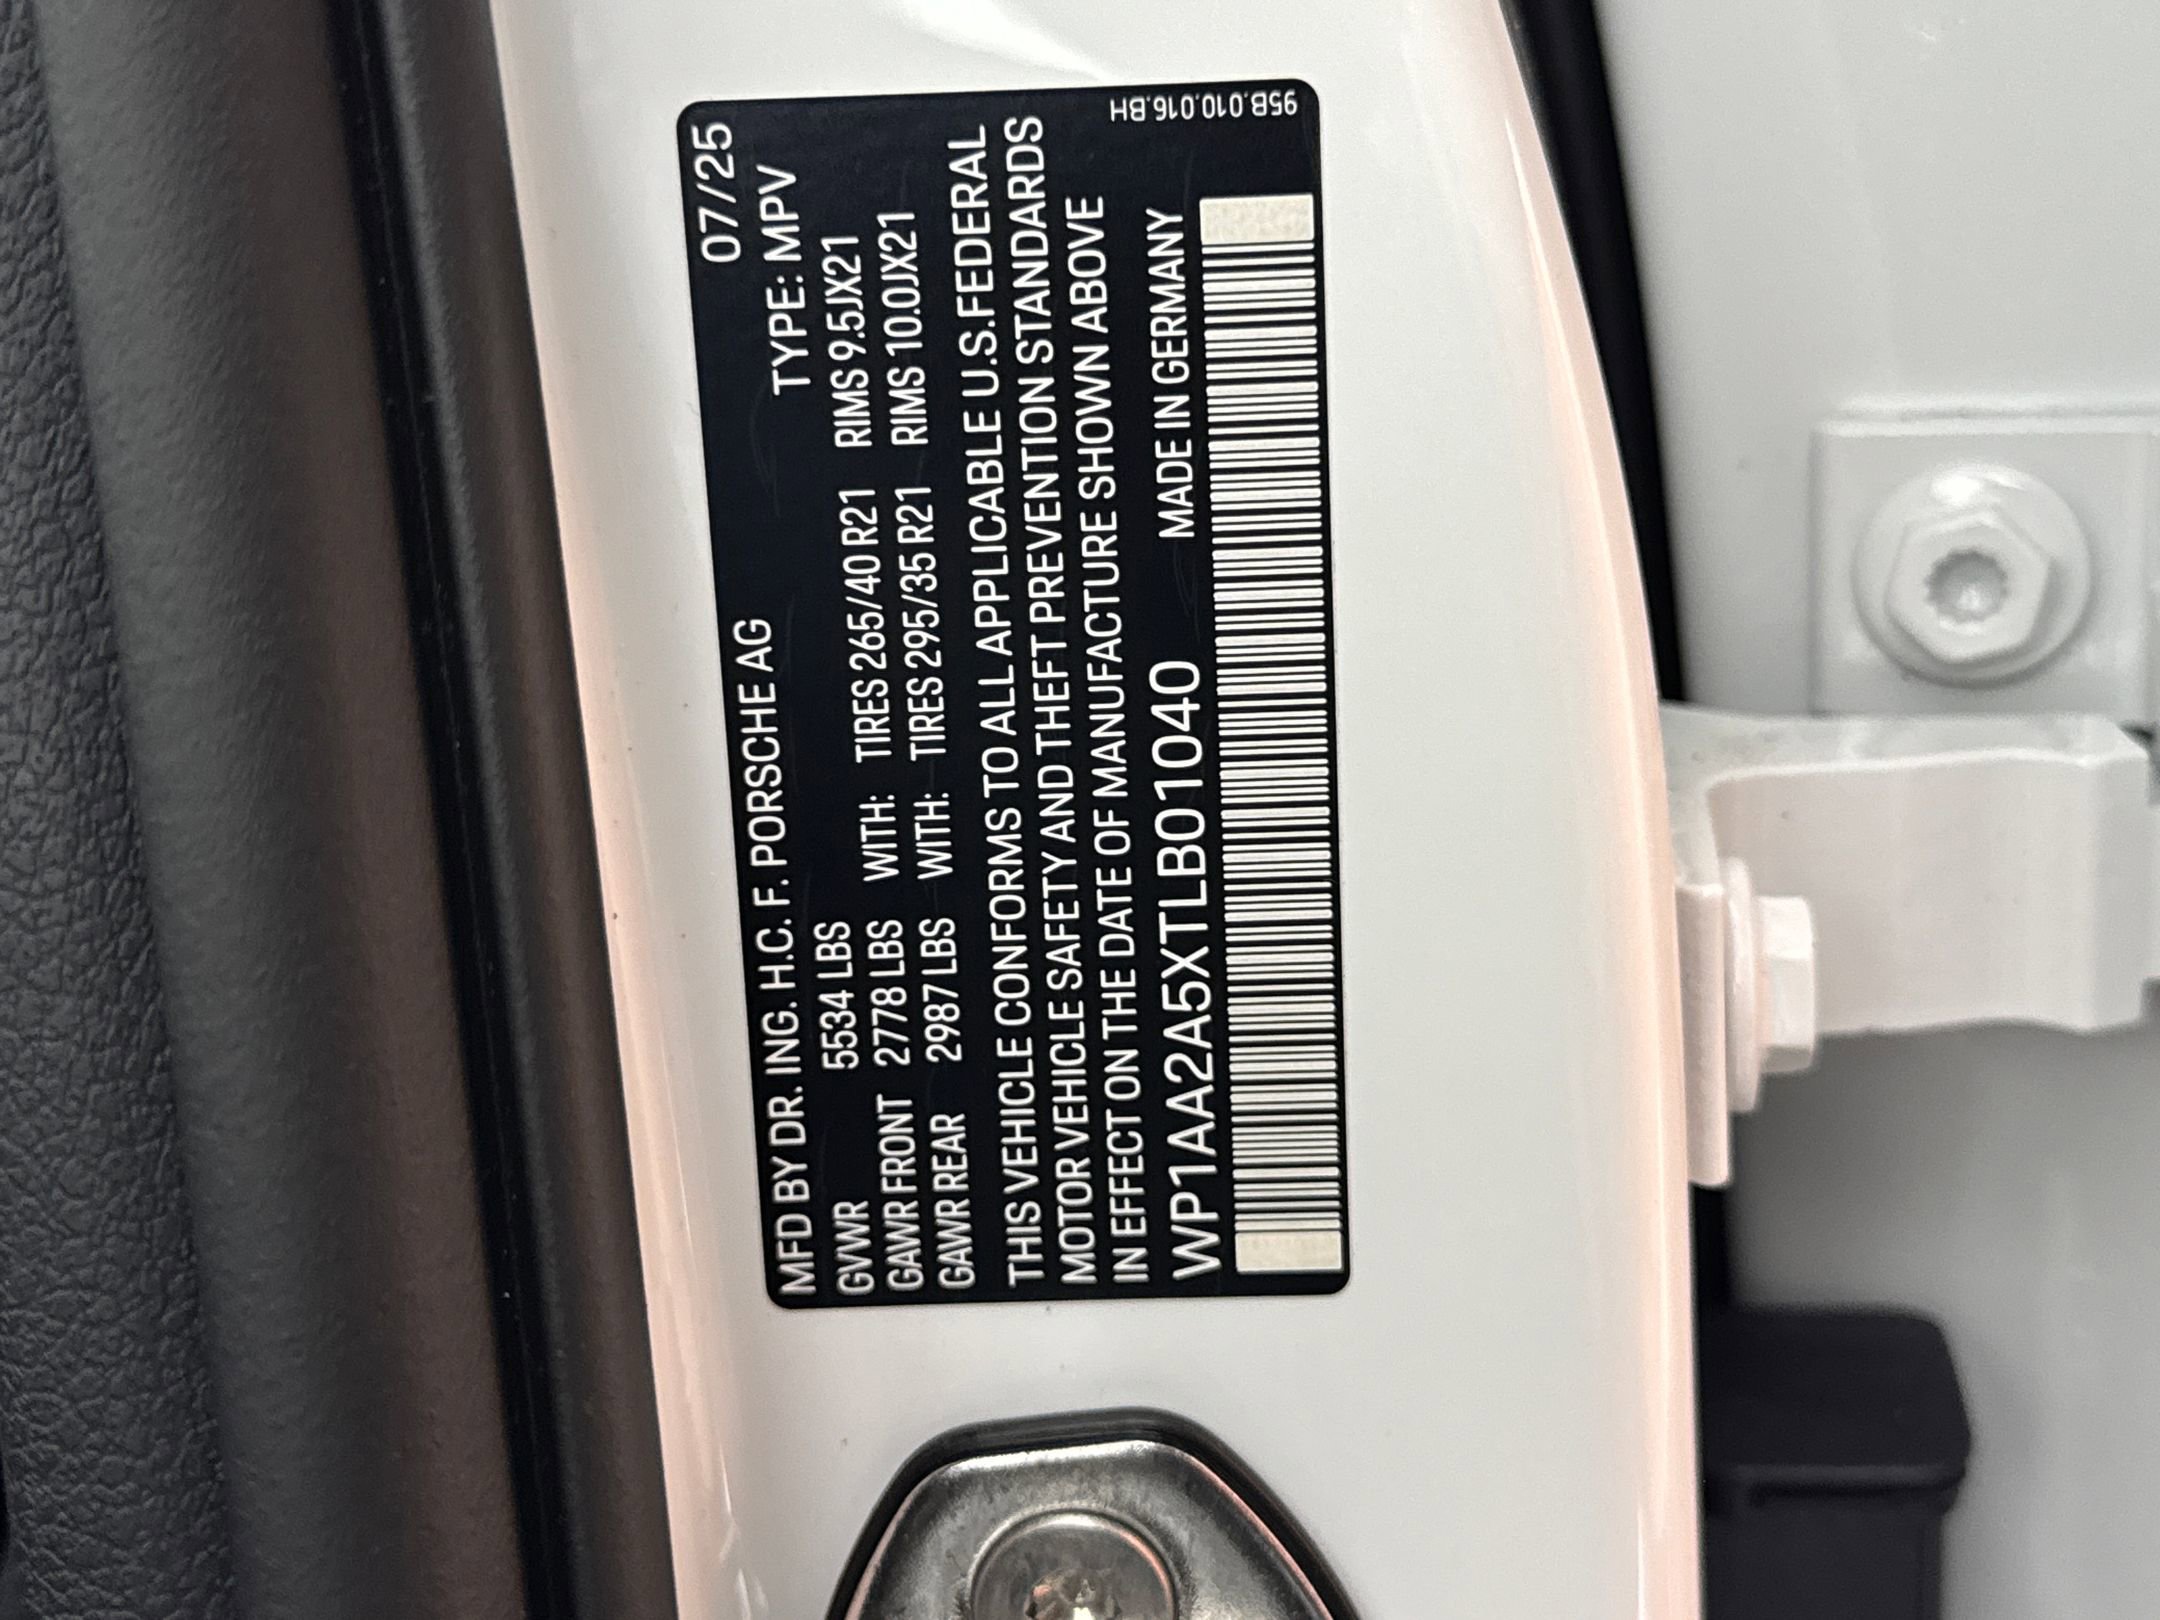 07/25
MFD BY DR. ING. H.C. F. PORSCHE AG
TYPE: MPV
GVWR 5534 LBS WITH: TIRES 265/40 R21 RIMS 9.5JX21
GAWR FRONT 2778 LBS WITH: TIRES 295/35 R21 RIMS 10.0JX21
GAWR REAR 2987 LBS
THIS VEHICLE CONFORMS TO ALL APPLICABLE U.S.FEDERAL
MOTOR VEHICLE SAFETY AND THEFT PREVENTION STANDARDS
IN EFFECT ON THE DATE OF MANUFACTURE SHOWN ABOVE
WP1AA2A5XTLB01040 MADE IN GERMANY
95B.010.016.BH